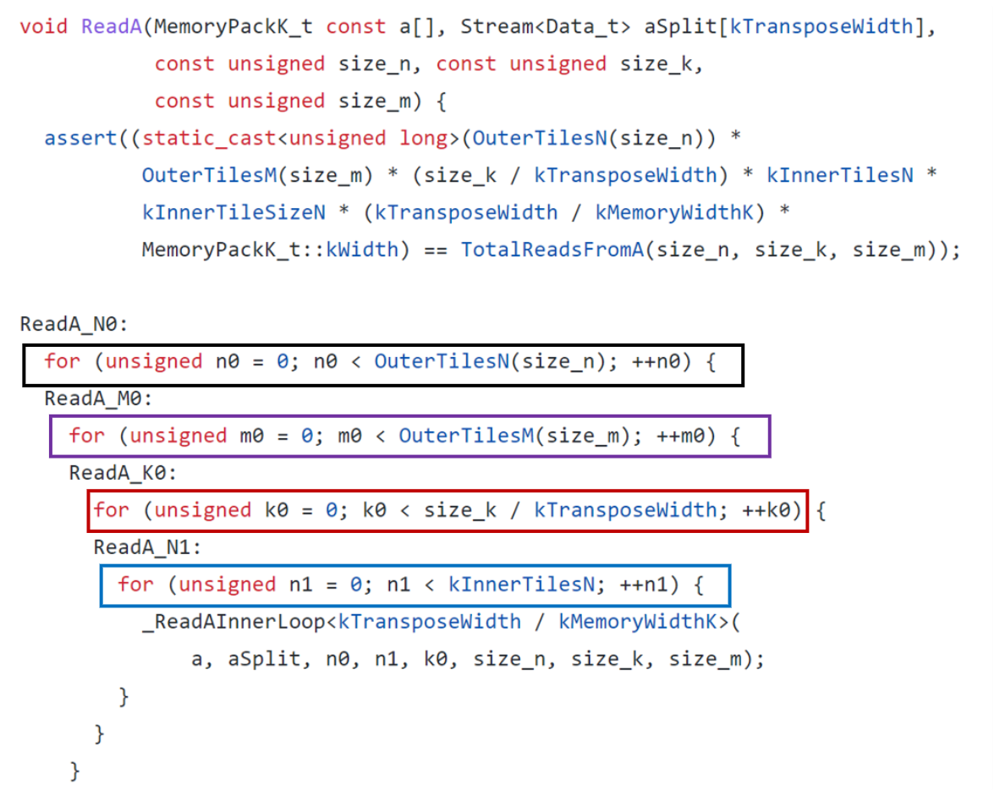 void ReadA(MemoryPackK_t const a[], Stream<Data_t> aSplit[kTransposeWidth],
           const unsigned size_n, const unsigned size_k,
           const unsigned size_m) {
  assert((static_cast<unsigned long>(OuterTilesN(size_n)) *
          OuterTilesM(size_m) * (size_k / kTransposeWidth) * kInnerTilesN *
          kInnerTileSizeN * (kTransposeWidth / kMemoryWidthK) *
          MemoryPackK_t::kWidth) == TotalReadsFromA(size_n, size_k, size_m));
ReadA_N0:
  for (unsigned n0 = 0; n0 < OuterTilesN(size_n); ++n0) {
  ReadA_M0:
    for (unsigned m0 = 0; m0 < OuterTilesM(size_m); ++m0) {
    ReadA_K0:
      for (unsigned k0 = 0; k0 < size_k / kTransposeWidth; ++k0) {
      ReadA_N1:
        for (unsigned n1 = 0; n1 < kInnerTilesN; ++n1) {
          _ReadAInnerLoop<kTransposeWidth / kMemoryWidthK>(
              a, aSplit, n0, n1, k0, size_n, size_k, size_m);
        }
      }
    }